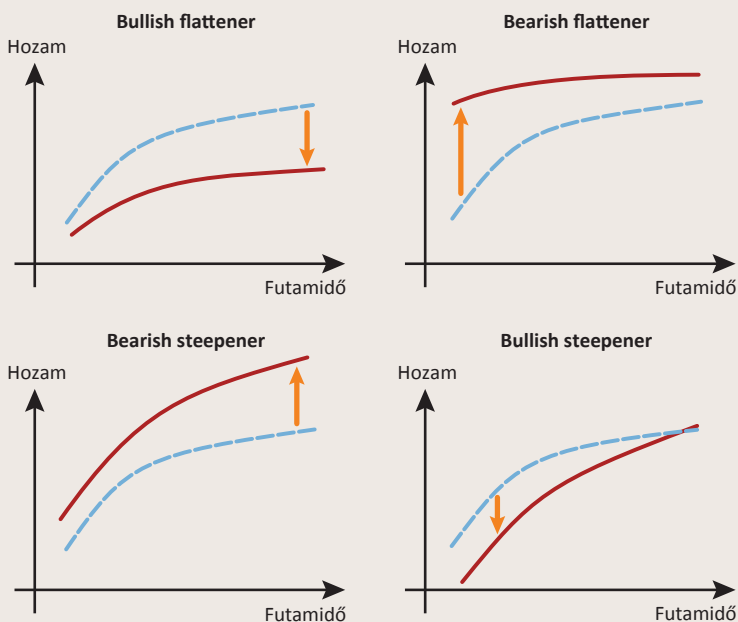 Bullish flattener
Hozam
Futamidő
Bearish flattener
Hozam
Futamidő
Bearish steepener
Hozam
Futamidő
Bullish steepener
Hozam
Futamidő